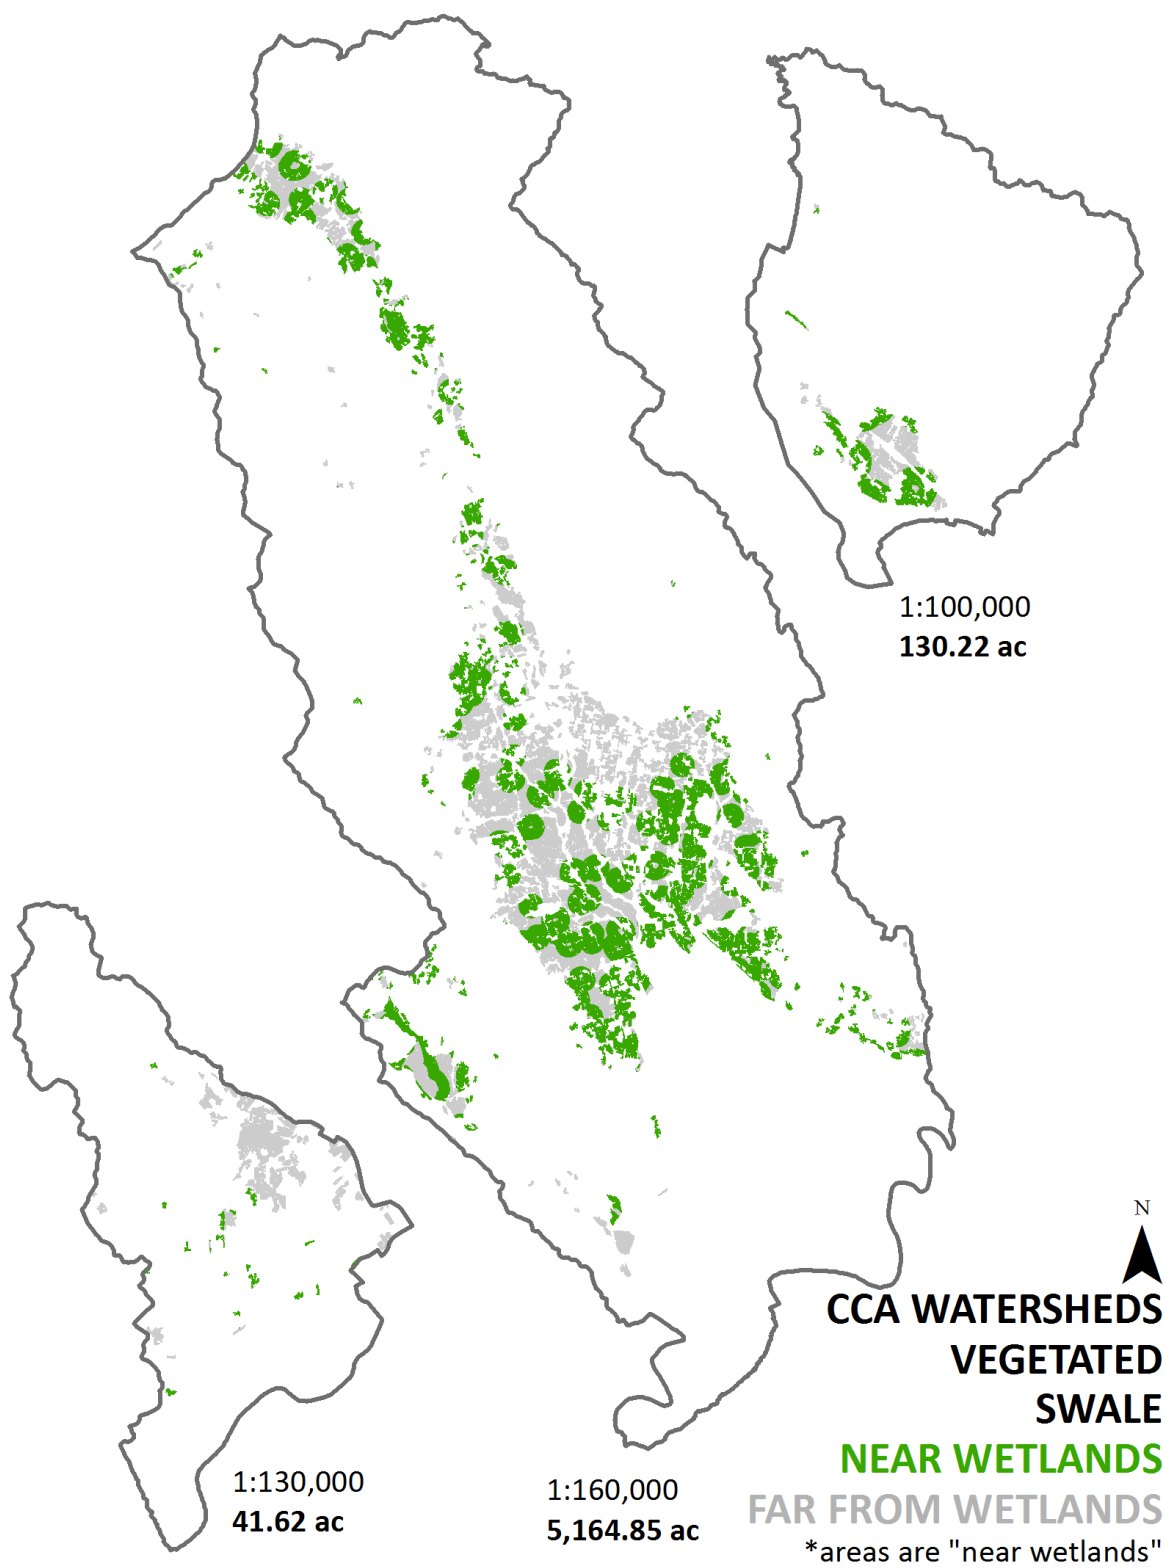 1:100,000
130.22 ac
N
CCA WATERSHEDS
VEGETATED
SWALE
NEAR WETLANDS
FAR FROM WETLANDS
*areas are "near wetlands"
1:130,000
41.62 ac
1:160,000
5,164.85 ac